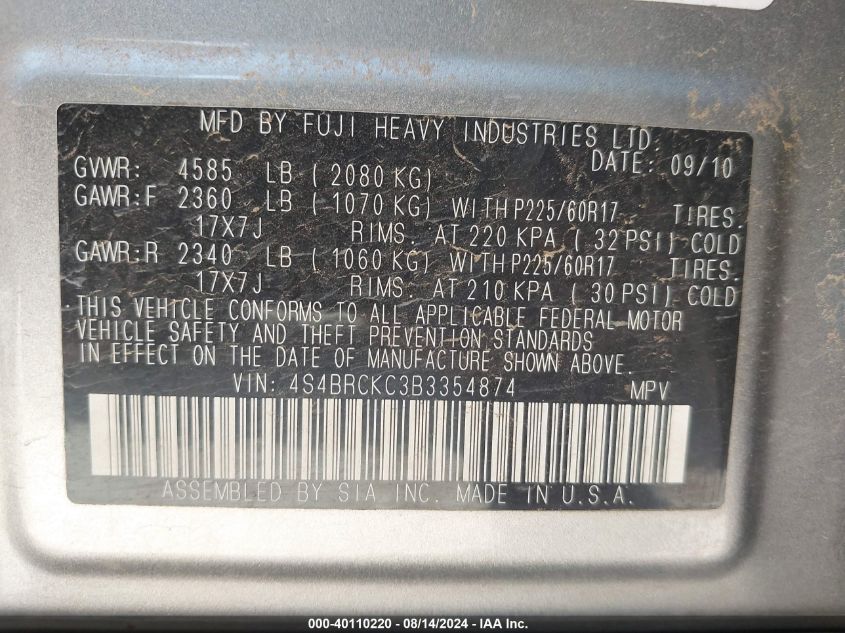 MFD BY FUJI HEAVY INDUSTRIES LTD.
DATE: 09/10
GVWR: 4585 LB ( 2080 KG)
GAWR:F 2360 LB ( 1070 KG) WITH P225/60R17 TIRES.
17X7J RIMS. AT 220 KPA ( 32 PSI) COLD
GAWR:R 2340 LB ( 1060 KG) WITH P225/60R17 TIRES.
17X7J RIMS. AT 210 KPA ( 30 PSI) COLD
THIS VEHICLE CONFORMS TO ALL APPLICABLE FEDERAL MOTOR
VEHICLE SAFETY AND THEFT PREVENTION STANDARDS
IN EFFECT ON THE DATE OF MANUFACTURE SHOWN ABOVE.
VIN: 4S4BRCKC3B3354874 MPV
ASSEMBLED BY SIA INC. MADE IN U.S.A.
000-40110220 - 08/14/2024 - IAA Inc.